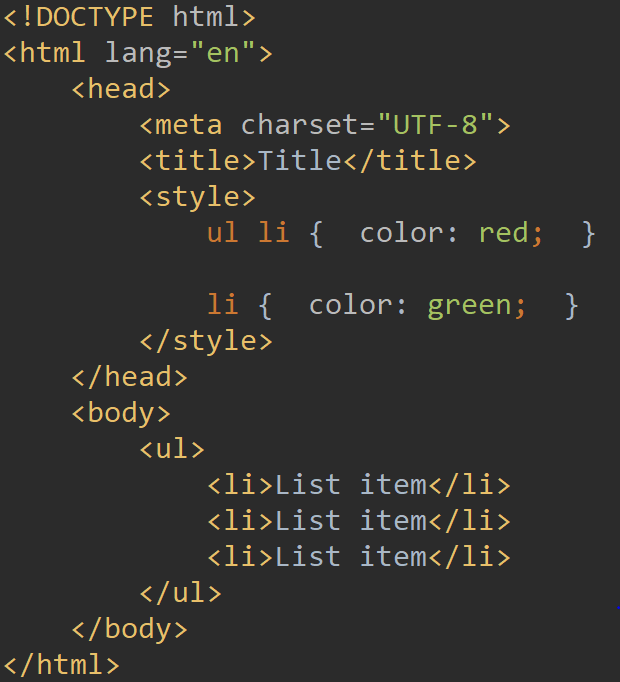 <!DOCTYPE html>
<html lang="en">
    <head>
        <meta charset="UTF-8">
        <title>Title</title>
        <style>
            ul li {  color: red;  }

            li {  color: green;  }
        </style>
    </head>
    <body>
        <ul>
            <li>List item</li>
            <li>List item</li>
            <li>List item</li>
        </ul>
    </body>
</html>